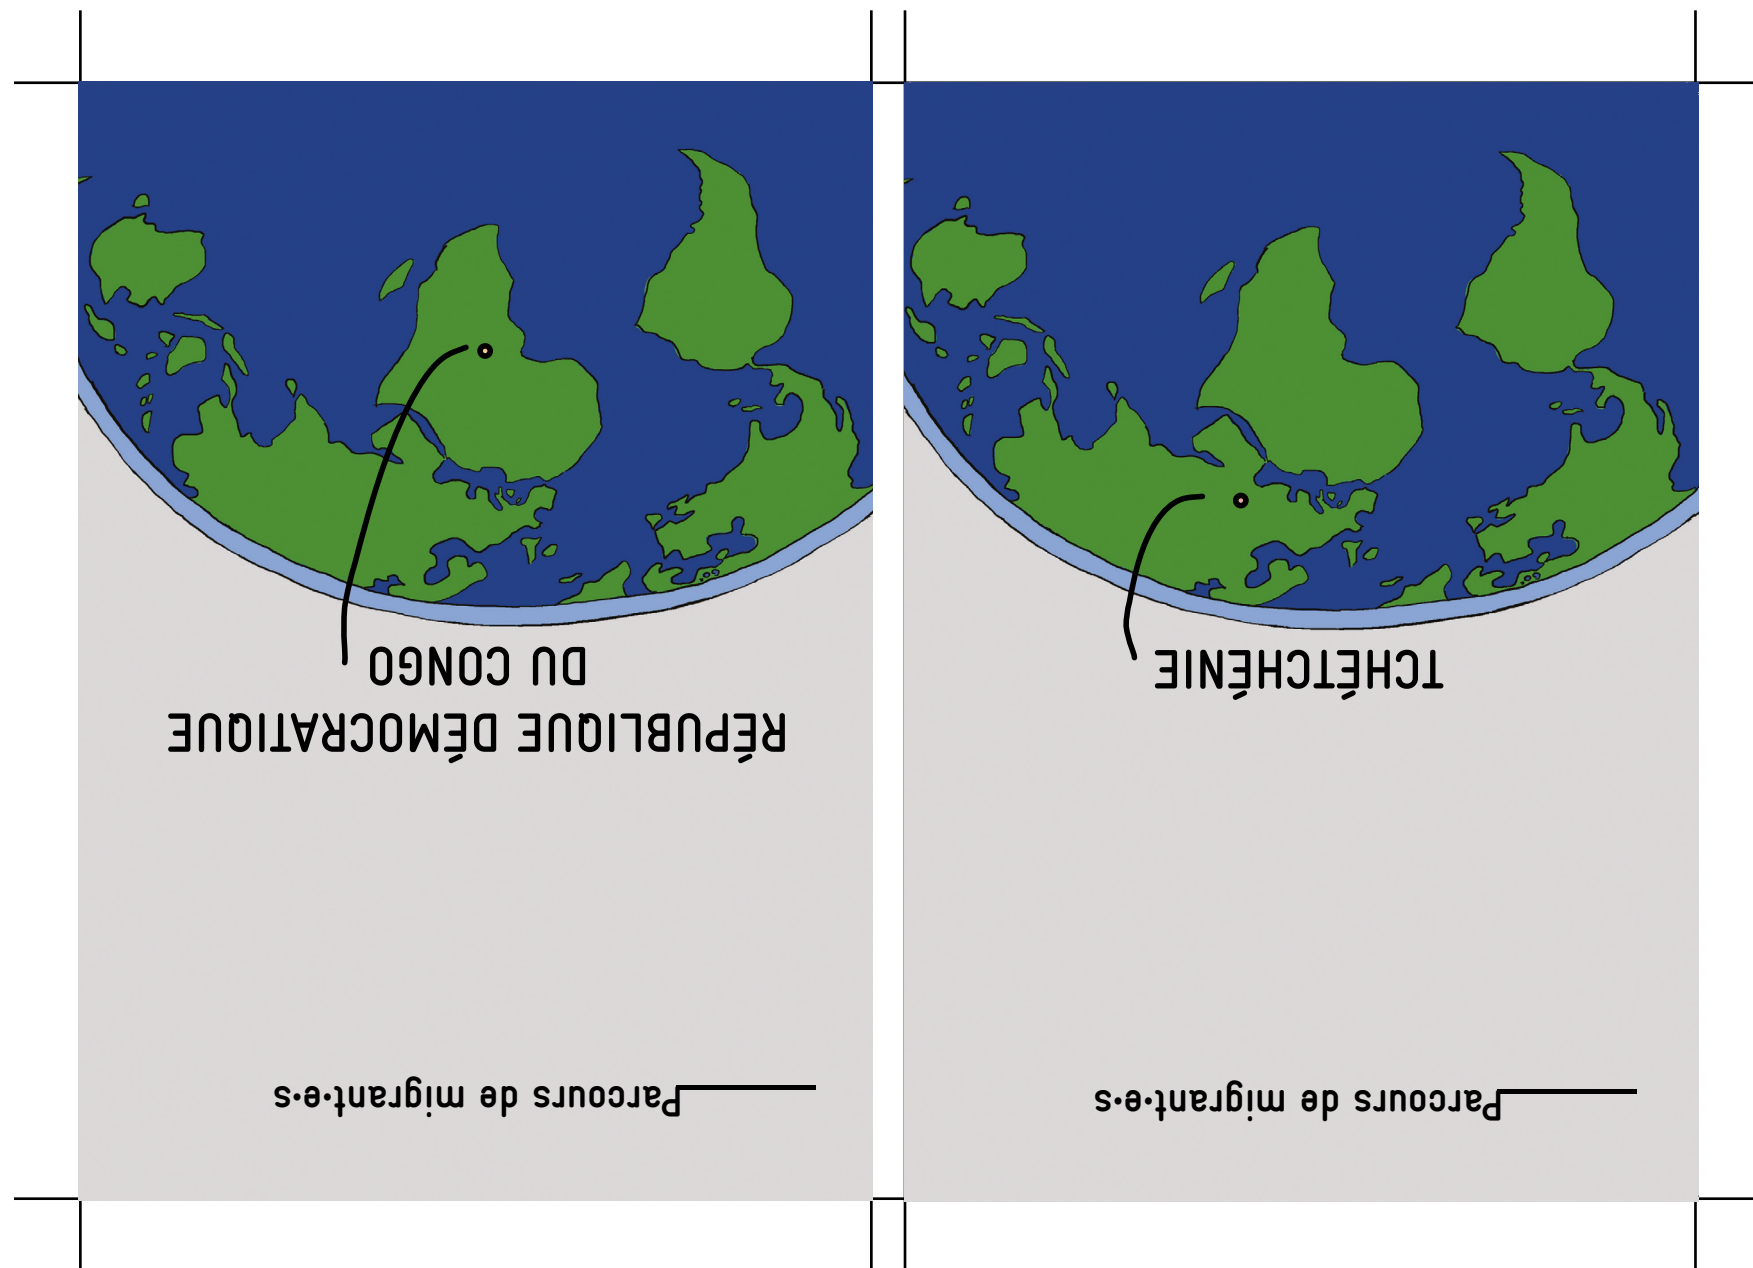 Parcours de migrant·e·s
RÉPUBLIQUE DÉMOCRATIQUE
DU CONGO
Parcours de migrant·e·s
TCHÉTCHÉNIE